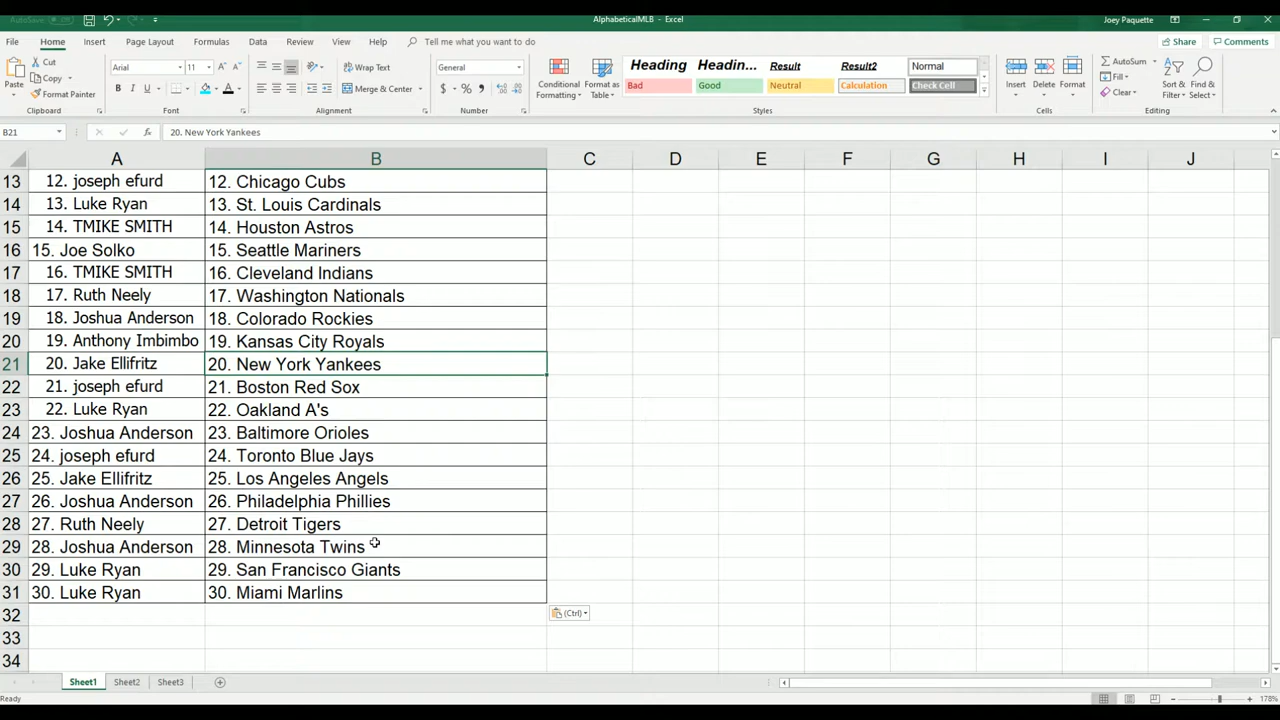 AutoSave Off
AlphabeticalMLB - Excel
Joey Paquette
File Home Insert Page Layout Formulas Data Review View Help Tell me what you want to do
Share Comments
Paste
Cut
Copy
Format Painter
Clipboard
Arial 11
B I U
Font
Wrap Text
Merge & Center
Alignment
General
$ % 9
Number
Conditional Formatting
Format as Table
Heading Headin... Result Result2 Normal
Bad Good Neutral Calculation Check Cell
Styles
Insert Delete Format
Cells
AutoSum
Fill
Clear
Sort & Filter
Find & Select
Editing
B21 fx 20. New York Yankees
A B C D E F G H I J
13 12. joseph efurd 12. Chicago Cubs
14 13. Luke Ryan 13. St. Louis Cardinals
15 14. TMIKE SMITH 14. Houston Astros
16 15. Joe Solko 15. Seattle Mariners
17 16. TMIKE SMITH 16. Cleveland Indians
18 17. Ruth Neely 17. Washington Nationals
19 18. Joshua Anderson 18. Colorado Rockies
20 19. Anthony Imbimbo 19. Kansas City Royals
21 20. Jake Ellifritz 20. New York Yankees
22 21. joseph efurd 21. Boston Red Sox
23 22. Luke Ryan 22. Oakland A's
24 23. Joshua Anderson 23. Baltimore Orioles
25 24. joseph efurd 24. Toronto Blue Jays
26 25. Jake Ellifritz 25. Los Angeles Angels
27 26. Joshua Anderson 26. Philadelphia Phillies
28 27. Ruth Neely 27. Detroit Tigers
29 28. Joshua Anderson 28. Minnesota Twins
30 29. Luke Ryan 29. San Francisco Giants
31 30. Luke Ryan 30. Miami Marlins
32 (Ctrl)
33
34
Sheet1 Sheet2 Sheet3
Ready
178%